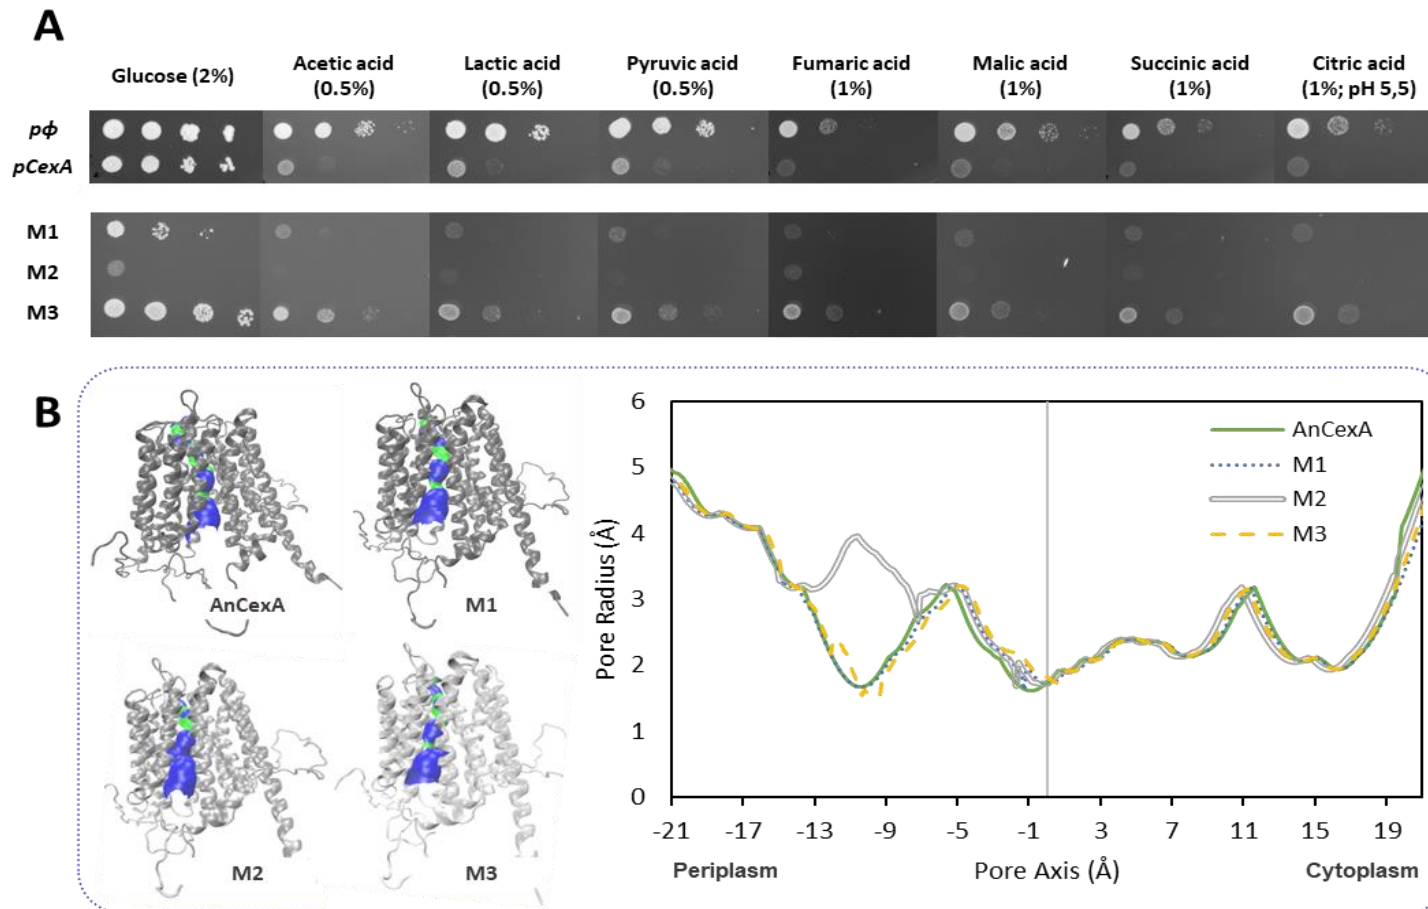 A
Glucose (2%)
Acetic acid
(0.5%)
Lactic acid
(0.5%)
Pyruvic acid
(0.5%)
Fumaric acid
(1%)
Malic acid
(1%)
Succinic acid
(1%)
Citric acid
(1%; pH 5,5)
pϕ
pCexA
M1
M2
M3
B
AnCexA
M1
M2
M3
Pore Radius (Å)
6
5
4
3
2
1
0
AnCexA
M1
M2
M3
-21 -17 -13 -9 -5 -1 3 7 11 15 19
Periplasm Pore Axis (Å) Cytoplasm